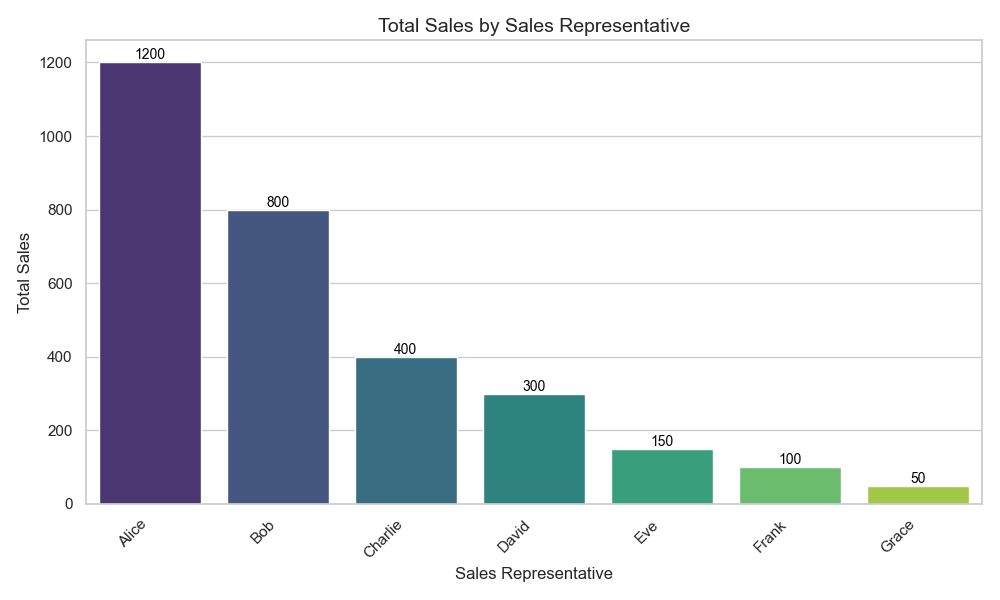 Total Sales by Sales Representative
Total Sales
1200
1000
800
600
400
200
0
1200
800
400
300
150
100
50
Alice
Bob
Charlie
David
Eve
Frank
Grace
Sales Representative